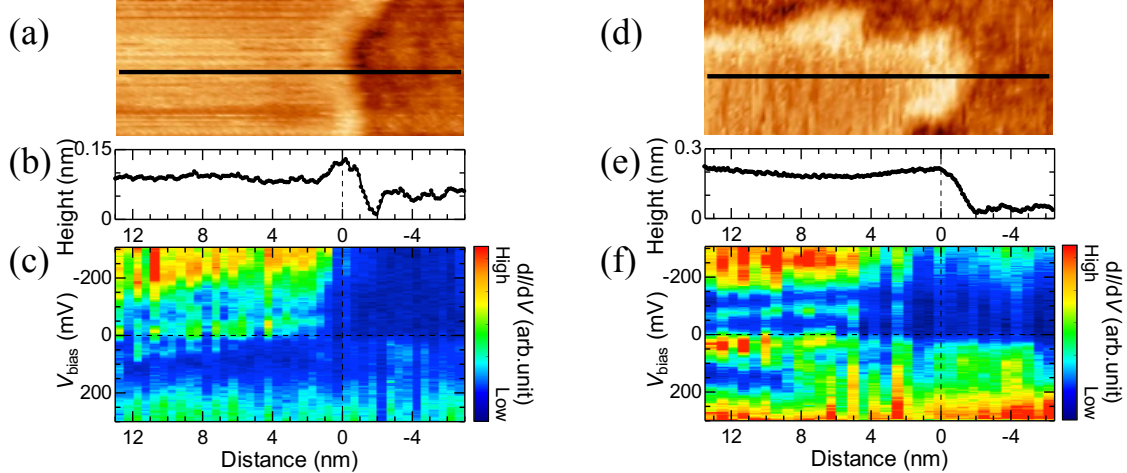 (a)
(b)
Height (nm)
0.15
0
12
8
4
0
-4
(c)
V_bias (mV)
-200
0
200
12
8
4
0
-4
Distance (nm)
High
Low
dI/dV (arb.unit)
(d)
(e)
Height (nm)
0.3
0
12
8
4
0
-4
(f)
V_bias (mV)
-200
0
200
12
8
4
0
-4
Distance (nm)
High
Low
dI/dV (arb.unit)